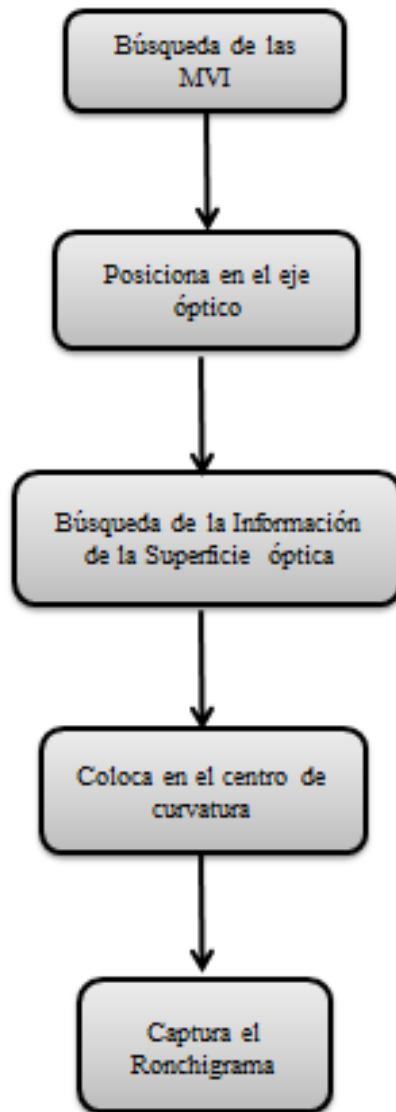 Búsqueda de las
MVI
Posiciona en el eje
óptico
Búsqueda de la Información
de la Superficie óptica
Coloca en el centro de
curvatura
Captura el
Ronchigrama